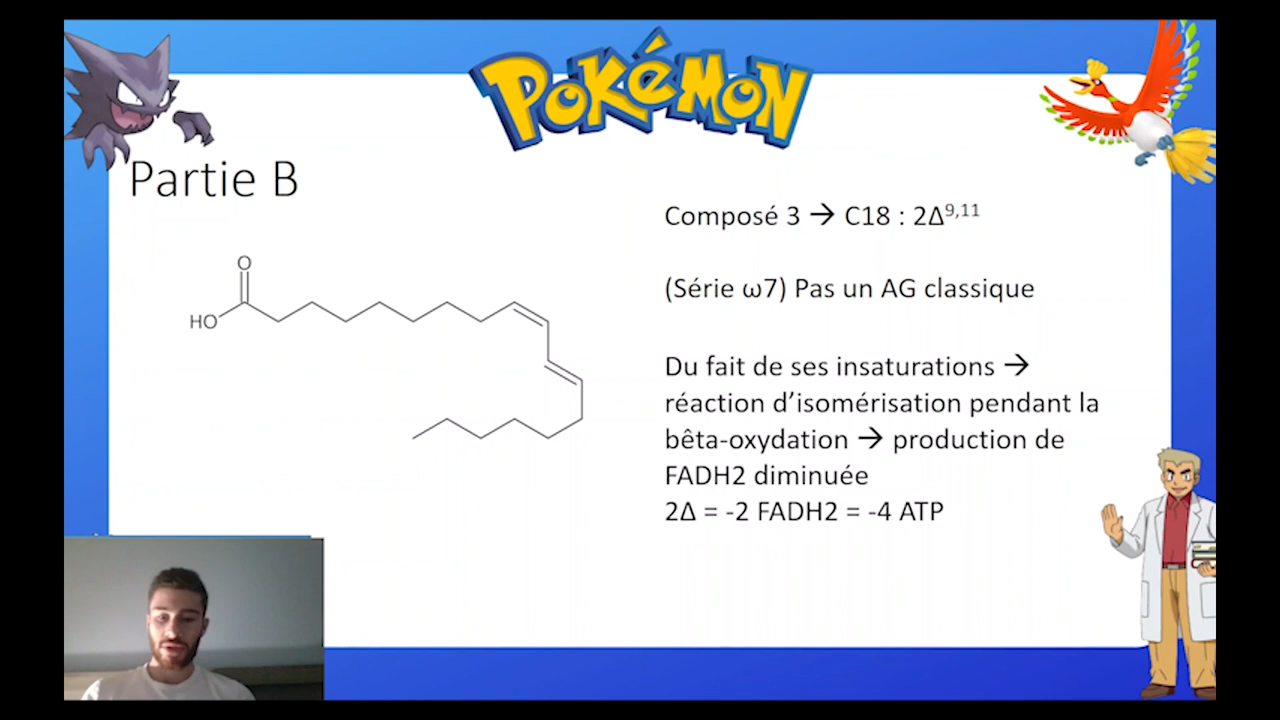 POKéMON
Partie B
O
HO
Composé 3 → C18 : 2Δ⁹,¹¹
(Série ω7) Pas un AG classique
Du fait de ses insaturations →
réaction d’isomérisation pendant la
bêta-oxydation → production de
FADH2 diminuée
2Δ = -2 FADH2 = -4 ATP